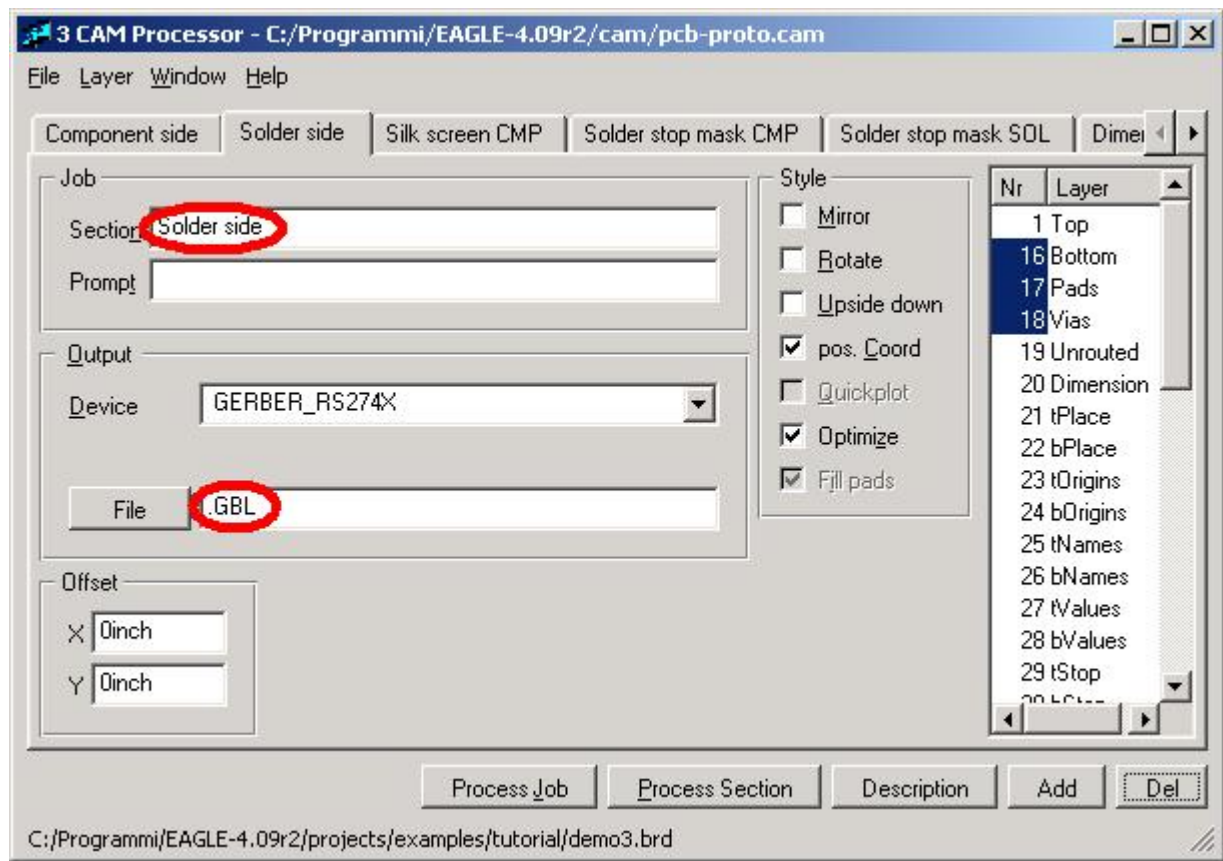 3 CAM Processor - C:/Programmi/EAGLE-4.09r2/cam/pcb-proto.cam
File Layer Window Help
Component side Solder side Silk screen CMP Solder stop mask CMP Solder stop mask SOL
Job
Section Solder side
Prompt
Output
Device GERBER_RS274X
File .GBL
Offset
X 0inch
Y 0inch
Style
Mirror
Rotate
Upside down
pos. Coord
Quickplot
Optimize
Fill pads
Nr Layer
1 Top
16 Bottom
17 Pads
18 Vias
19 Unrouted
20 Dimension
21 tPlace
22 bPlace
23 tOrigins
24 bOrigins
25 tNames
26 bNames
27 tValues
28 bValues
29 tStop
Process Job Process Section Description Add Del
C:/Programmi/EAGLE-4.09r2/projects/examples/tutorial/demo3.brd